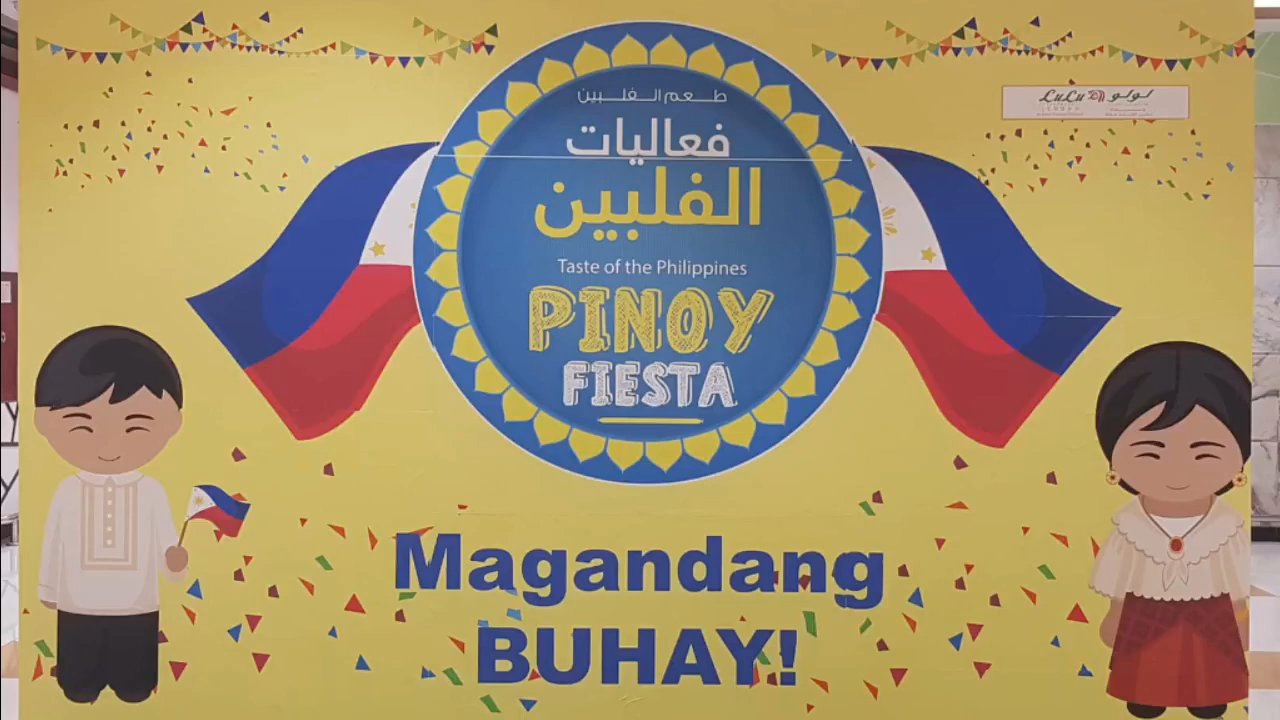 طعم الفلبين
فعاليات
الفلبين
Taste of the Philippines
PINOY
FIESTA
LuLu لولو
Magandang
BUHAY!